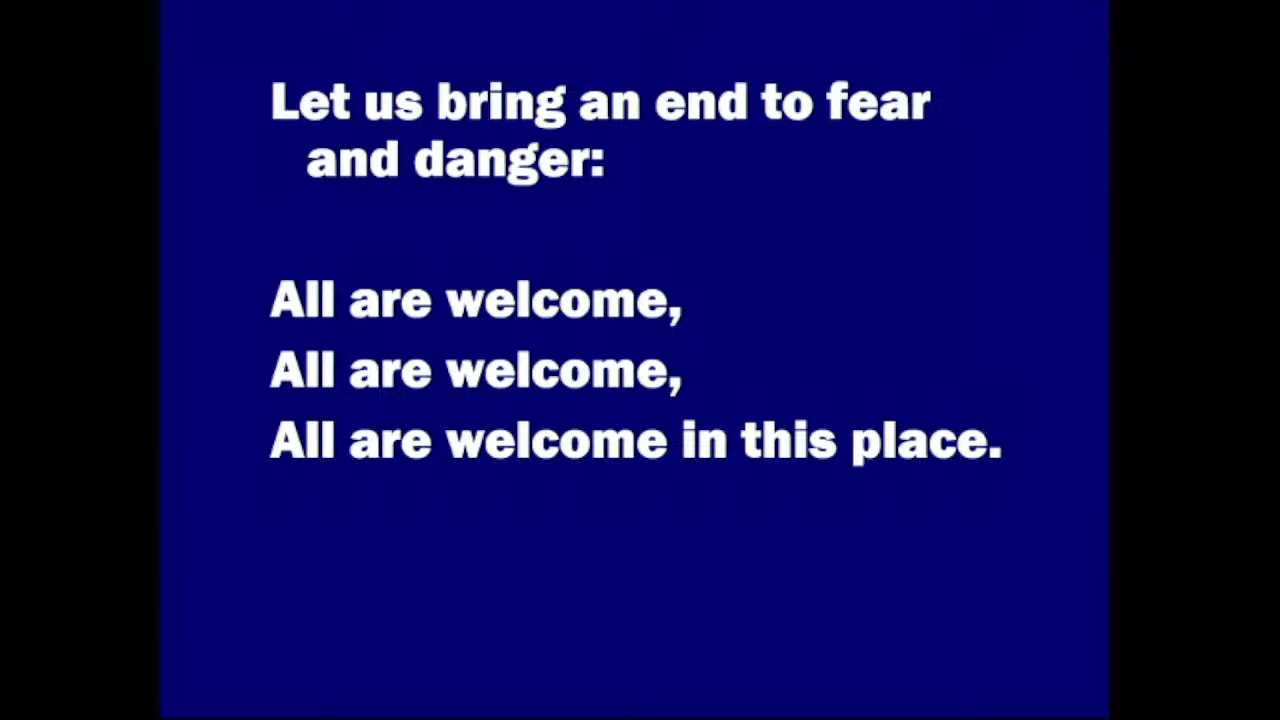 Let us bring an end to fear
and danger:
All are welcome,
All are welcome,
All are welcome in this place.